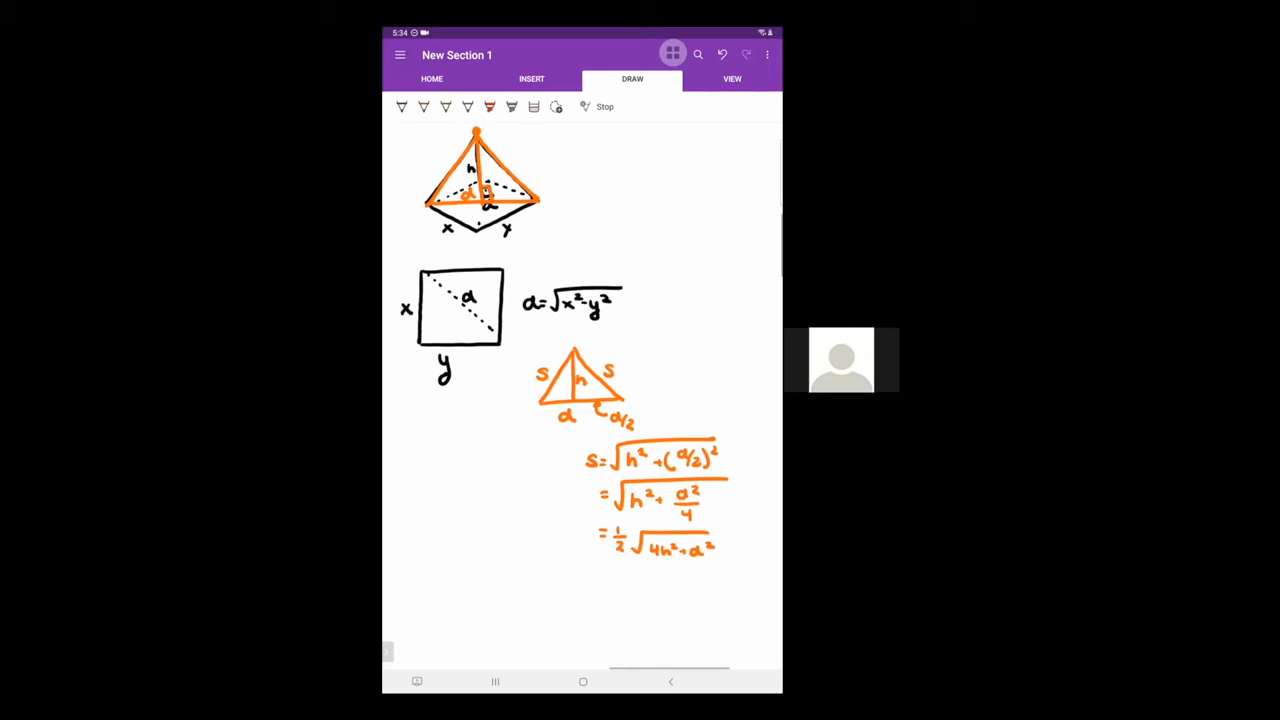 5:34
New Section 1
HOME INSERT DRAW VIEW
Stop
h
d
d
x y
x d
y
d=√x²-y²
s s
h
d d/2
s=√h²+(d/2)²
=√h²+d²/4
=1/2√4h²+d²